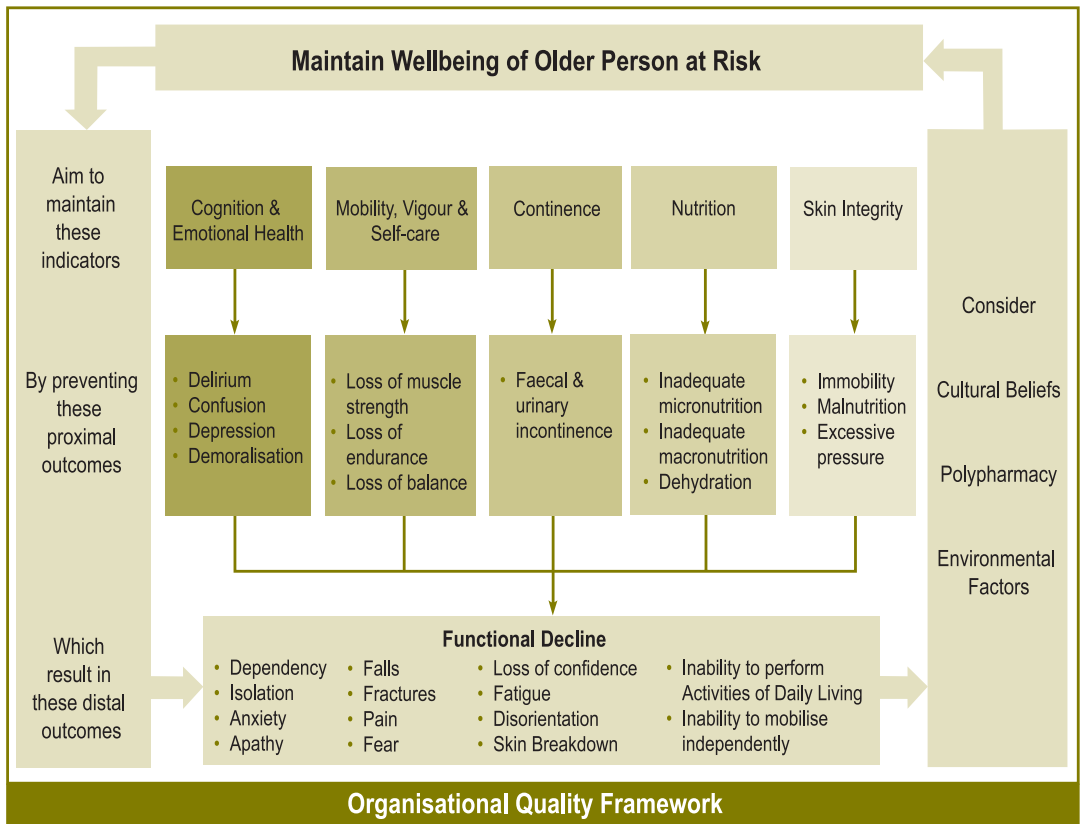 Maintain Wellbeing of Older Person at Risk
Aim to
maintain
these
indicators
Cognition &
Emotional Health
Mobility, Vigour &
Self-care
Continence
Nutrition
Skin Integrity
By preventing
these
proximal
outcomes
• Delirium
• Confusion
• Depression
• Demoralisation
• Loss of muscle
strength
• Loss of
endurance
• Loss of balance
• Faecal &
urinary
incontinence
• Inadequate
micronutrition
• Inadequate
macronutrition
• Dehydration
• Immobility
• Malnutrition
• Excessive
pressure
Which
result in
these distal
outcomes
Functional Decline
• Dependency
• Isolation
• Anxiety
• Apathy
• Falls
• Fractures
• Pain
• Fear
• Loss of confidence
• Fatigue
• Disorientation
• Skin Breakdown
• Inability to perform
Activities of Daily Living
• Inability to mobilise
independently
Consider
Cultural Beliefs
Polypharmacy
Environmental
Factors
Organisational Quality Framework